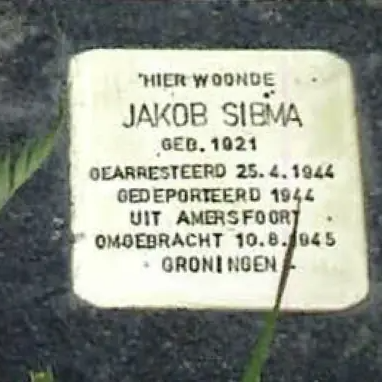 HIER WOONDE
JAKOB SIBMA
GEB. 1921
GEARRESTEERD 25.4.1944
GEDEPORTEERD 1944
UIT AMERSFOORT
OMGEBRACHT 10.8.1945
GRONINGEN